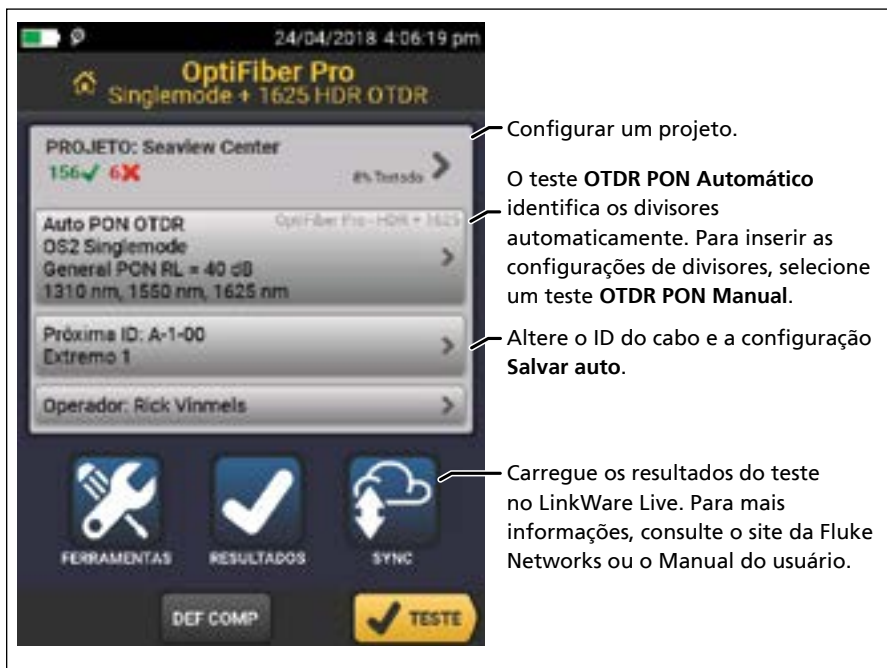 24/04/2018 4:06:19 pm
OptiFiber Pro
Singlemode + 1625 HDR OTDR
PROJETO: Seaview Center
156✓ 6✗
8% Testado
Auto PON OTDR
OptiFiber Pro - HDR + 1625
OS2 Singlemode
General PON RL = 40 dB
1310 nm, 1550 nm, 1625 nm
Próxima ID: A-1-00
Extremo 1
Operador: Rick Vinmels
FERRAMENTAS
RESULTADOS
SYNC
DEF COMP
TESTE
Configurar um projeto.
O teste OTDR PON Automático
identifica os divisores
automaticamente. Para inserir as
configurações de divisores, selecione
um teste OTDR PON Manual.
Altere o ID do cabo e a configuração
Salvar auto.
Carregue os resultados do teste
no LinkWare Live. Para mais
informações, consulte o site da Fluke
Networks ou o Manual do usuário.